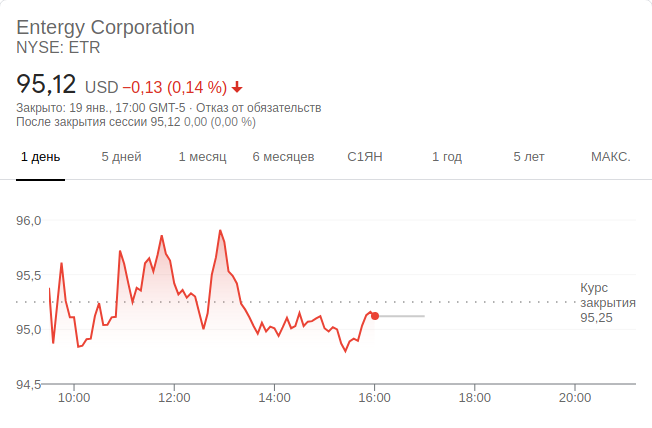 Entergy Corporation
NYSE: ETR
95,12 USD −0,13 (0,14 %)
Закрыто: 19 янв., 17:00 GMT-5 · Отказ от обязательств
После закрытия сессии 95,12 0,00 (0,00 %)
1 день 5 дней 1 месяц 6 месяцев С1ЯН 1 год 5 лет МАКС.
96,0
95,5
Курс
закрытия
95,25
95,0
94,5
10:00 12:00 14:00 16:00 18:00 20:00